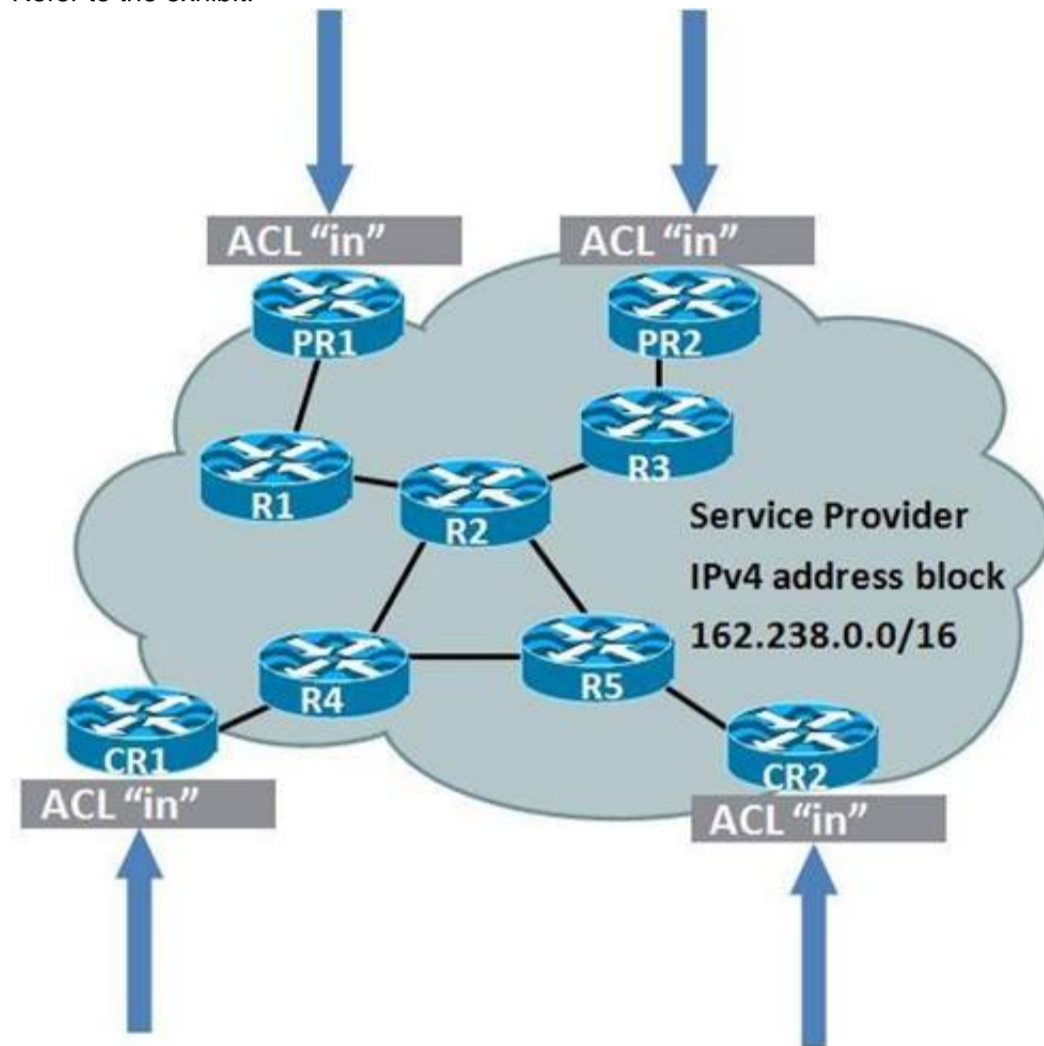 Refer to the exhibit.
ACL “in”
ACL “in”
PR1
PR2
R1
R2
R3
Service Provider
IPv4 address block
162.238.0.0/16
R4
R5
CR1
CR2
ACL “in”
ACL “in”